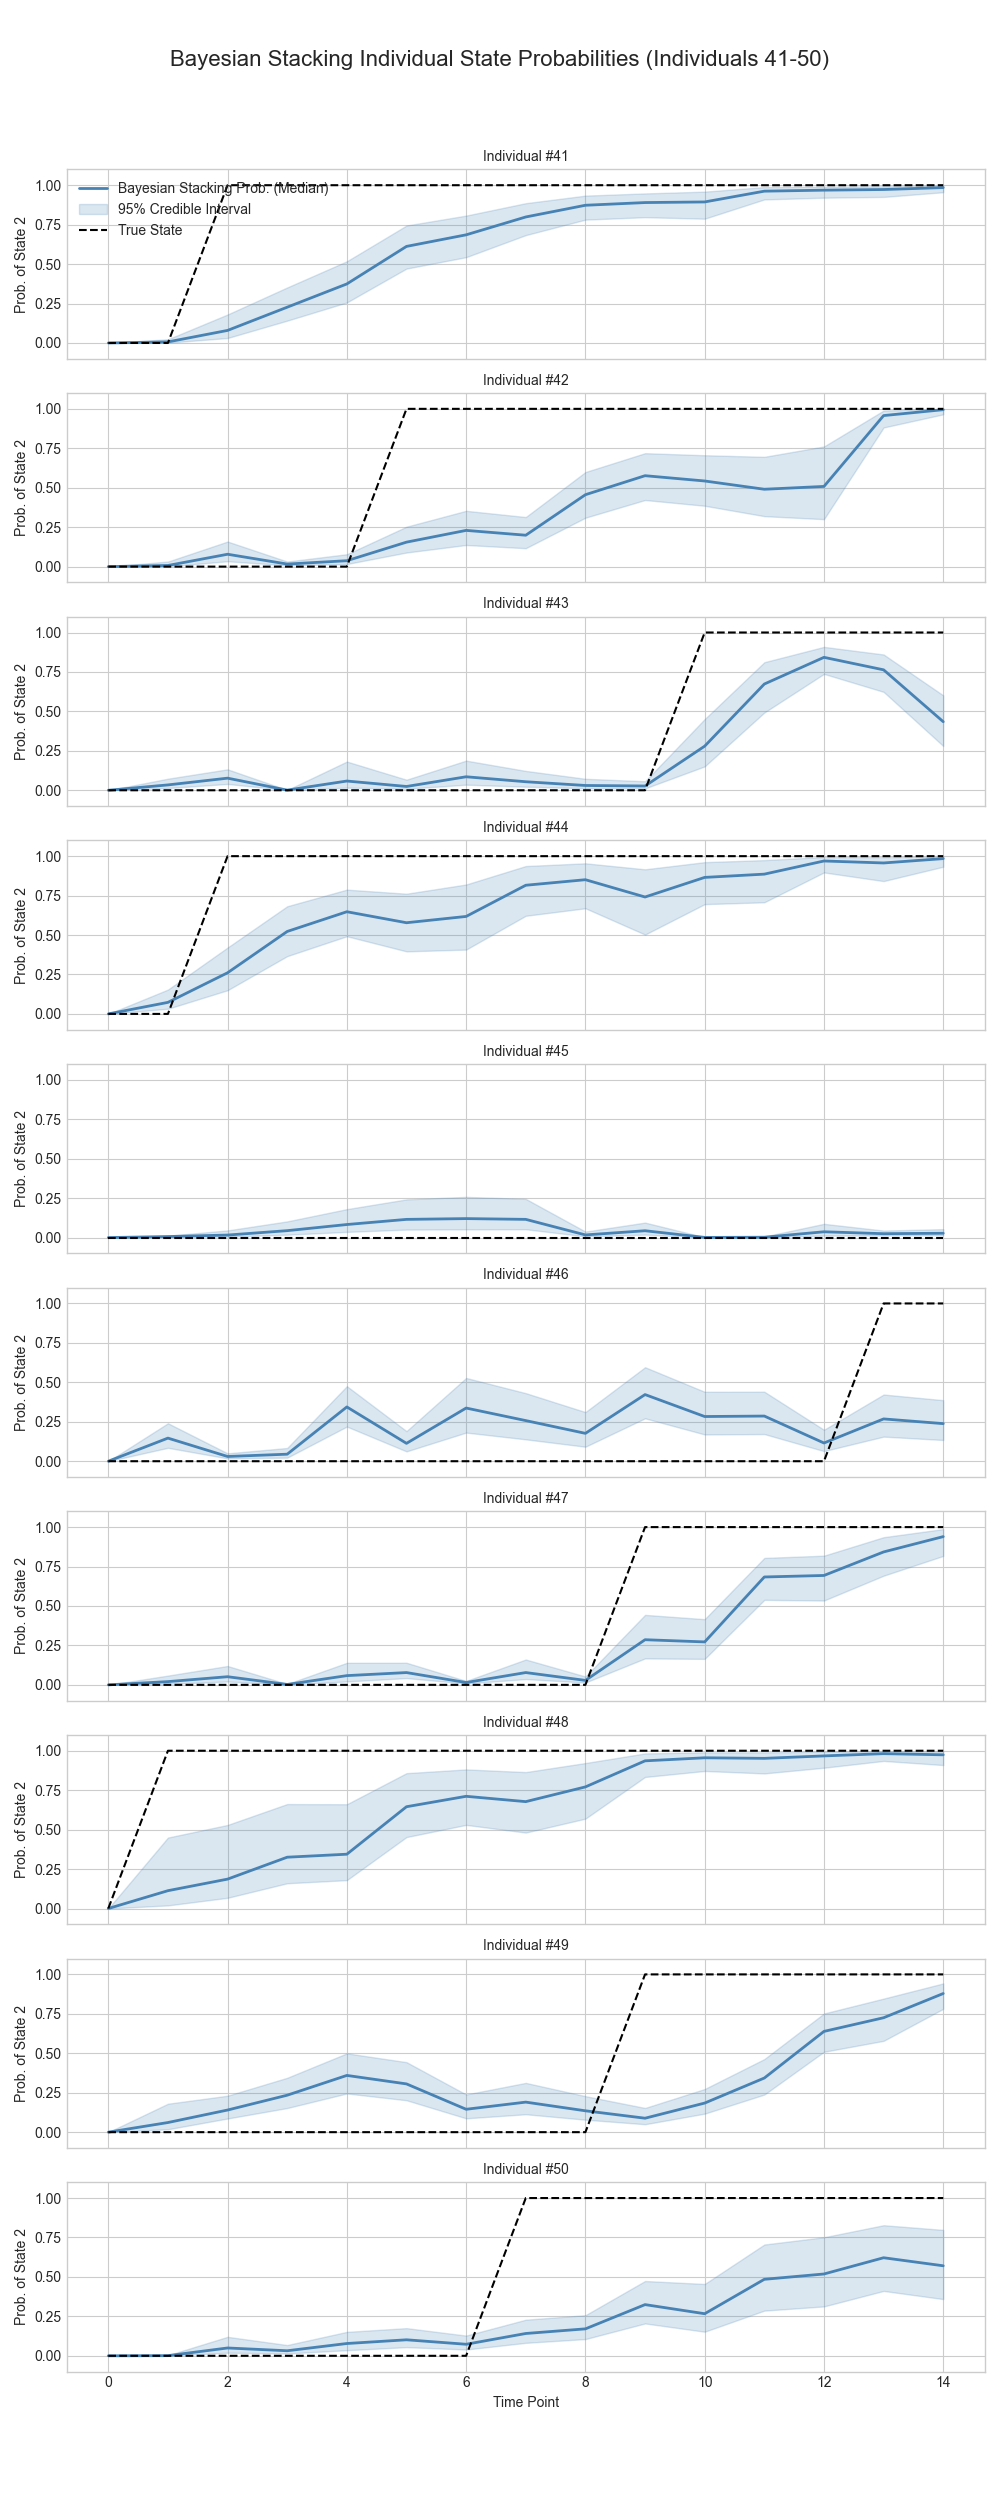 Bayesian Stacking Individual State Probabilities (Individuals 41-50)
Individual #41
Prob. of State 2
1.00
0.75
0.50
0.25
0.00
Bayesian Stacking Prob. (Median)
95% Credible Interval
True State
Individual #42
Prob. of State 2
1.00
0.75
0.50
0.25
0.00
Individual #43
Prob. of State 2
1.00
0.75
0.50
0.25
0.00
Individual #44
Prob. of State 2
1.00
0.75
0.50
0.25
0.00
Individual #45
Prob. of State 2
1.00
0.75
0.50
0.25
0.00
Individual #46
Prob. of State 2
1.00
0.75
0.50
0.25
0.00
Individual #47
Prob. of State 2
1.00
0.75
0.50
0.25
0.00
Individual #48
Prob. of State 2
1.00
0.75
0.50
0.25
0.00
Individual #49
Prob. of State 2
1.00
0.75
0.50
0.25
0.00
Individual #50
Prob. of State 2
1.00
0.75
0.50
0.25
0.00
0 2 4 6 8 10 12 14
Time Point